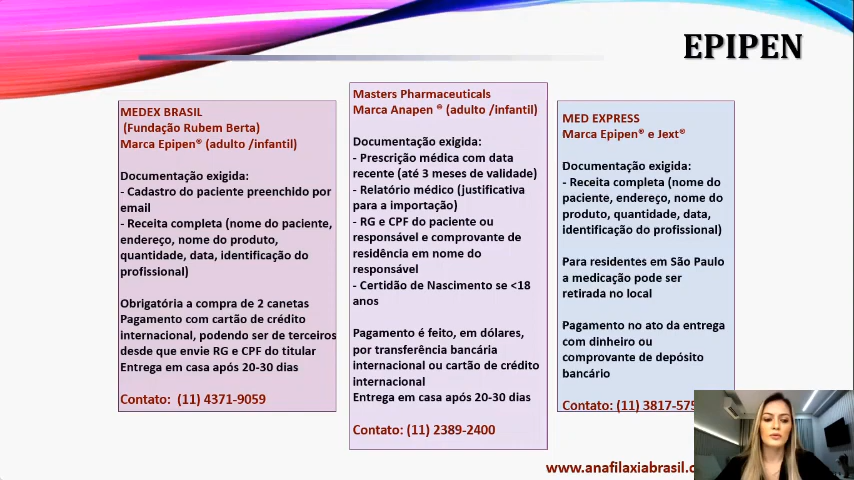 EPIPEN
MEDEX BRASIL
(Fundação Rubem Berta)
Marca Epipen® (adulto /infantil)
Documentação exigida:
- Cadastro do paciente preenchido por
email
- Receita completa (nome do paciente,
endereço, nome do produto,
quantidade, data, identificação do
profissional)
Obrigatória a compra de 2 canetas
Pagamento com cartão de crédito
internacional, podendo ser de terceiros
desde que envie RG e CPF do titular
Entrega em casa após 20-30 dias
Contato: (11) 4371-9059
Masters Pharmaceuticals
Marca Anapen ® (adulto /infantil)
Documentação exigida:
- Prescrição médica com data
recente (até 3 meses de validade)
- Relatório médico (justificativa
para a importação)
- RG e CPF do paciente ou
responsável e comprovante de
residência em nome do
responsável
- Certidão de Nascimento se <18
anos
Pagamento é feito, em dólares,
por transferência bancária
internacional ou cartão de crédito
internacional
Entrega em casa após 20-30 dias
Contato: (11) 2389-2400
MED EXPRESS
Marca Epipen® e Jext®
Documentação exigida:
- Receita completa (nome do
paciente, endereço, nome do
produto, quantidade, data,
identificação do profissional)
Para residentes em São Paulo
a medicação pode ser
retirada no local
Pagamento no ato da entrega
com dinheiro ou
comprovante de depósito
bancário
Contato: (11) 3817-575
www.anafilaxiabrasil.c